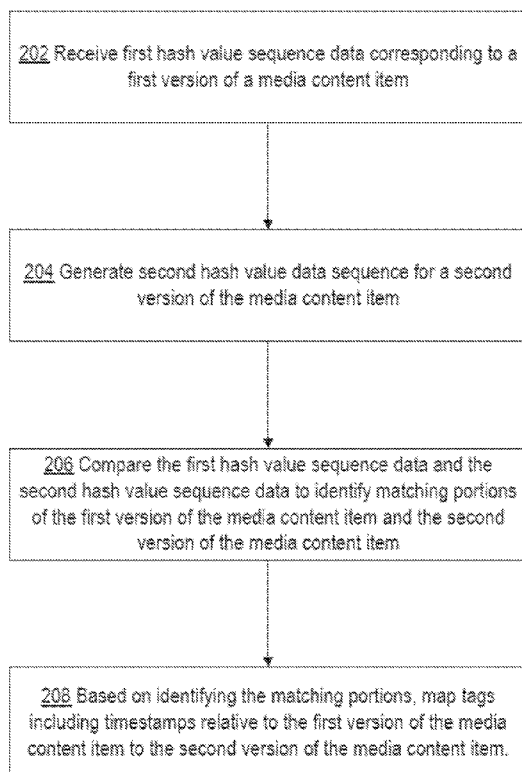 202 Receive first hash value sequence data corresponding to a
first version of a media content item
204 Generate second hash value data sequence for a second
version of the media content item
206 Compare the first hash value sequence data and the
second hash value sequence data to identify matching portions
of the first version of the media content item and the second
version of the media content item
208 Based on identifying the matching portions, map tags
including timestamps relative to the first version of the media
content item to the second version of the media content item.